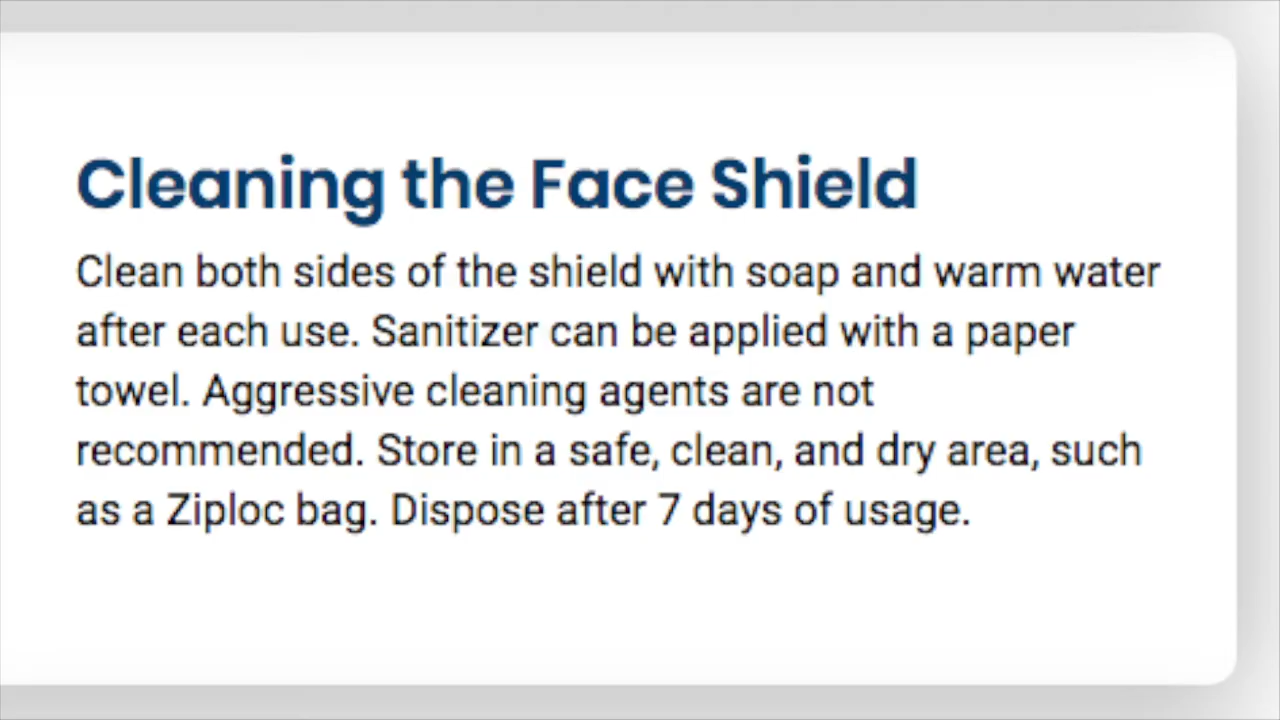 Cleaning the Face Shield
Clean both sides of the shield with soap and warm water
after each use. Sanitizer can be applied with a paper
towel. Aggressive cleaning agents are not
recommended. Store in a safe, clean, and dry area, such
as a Ziploc bag. Dispose after 7 days of usage.